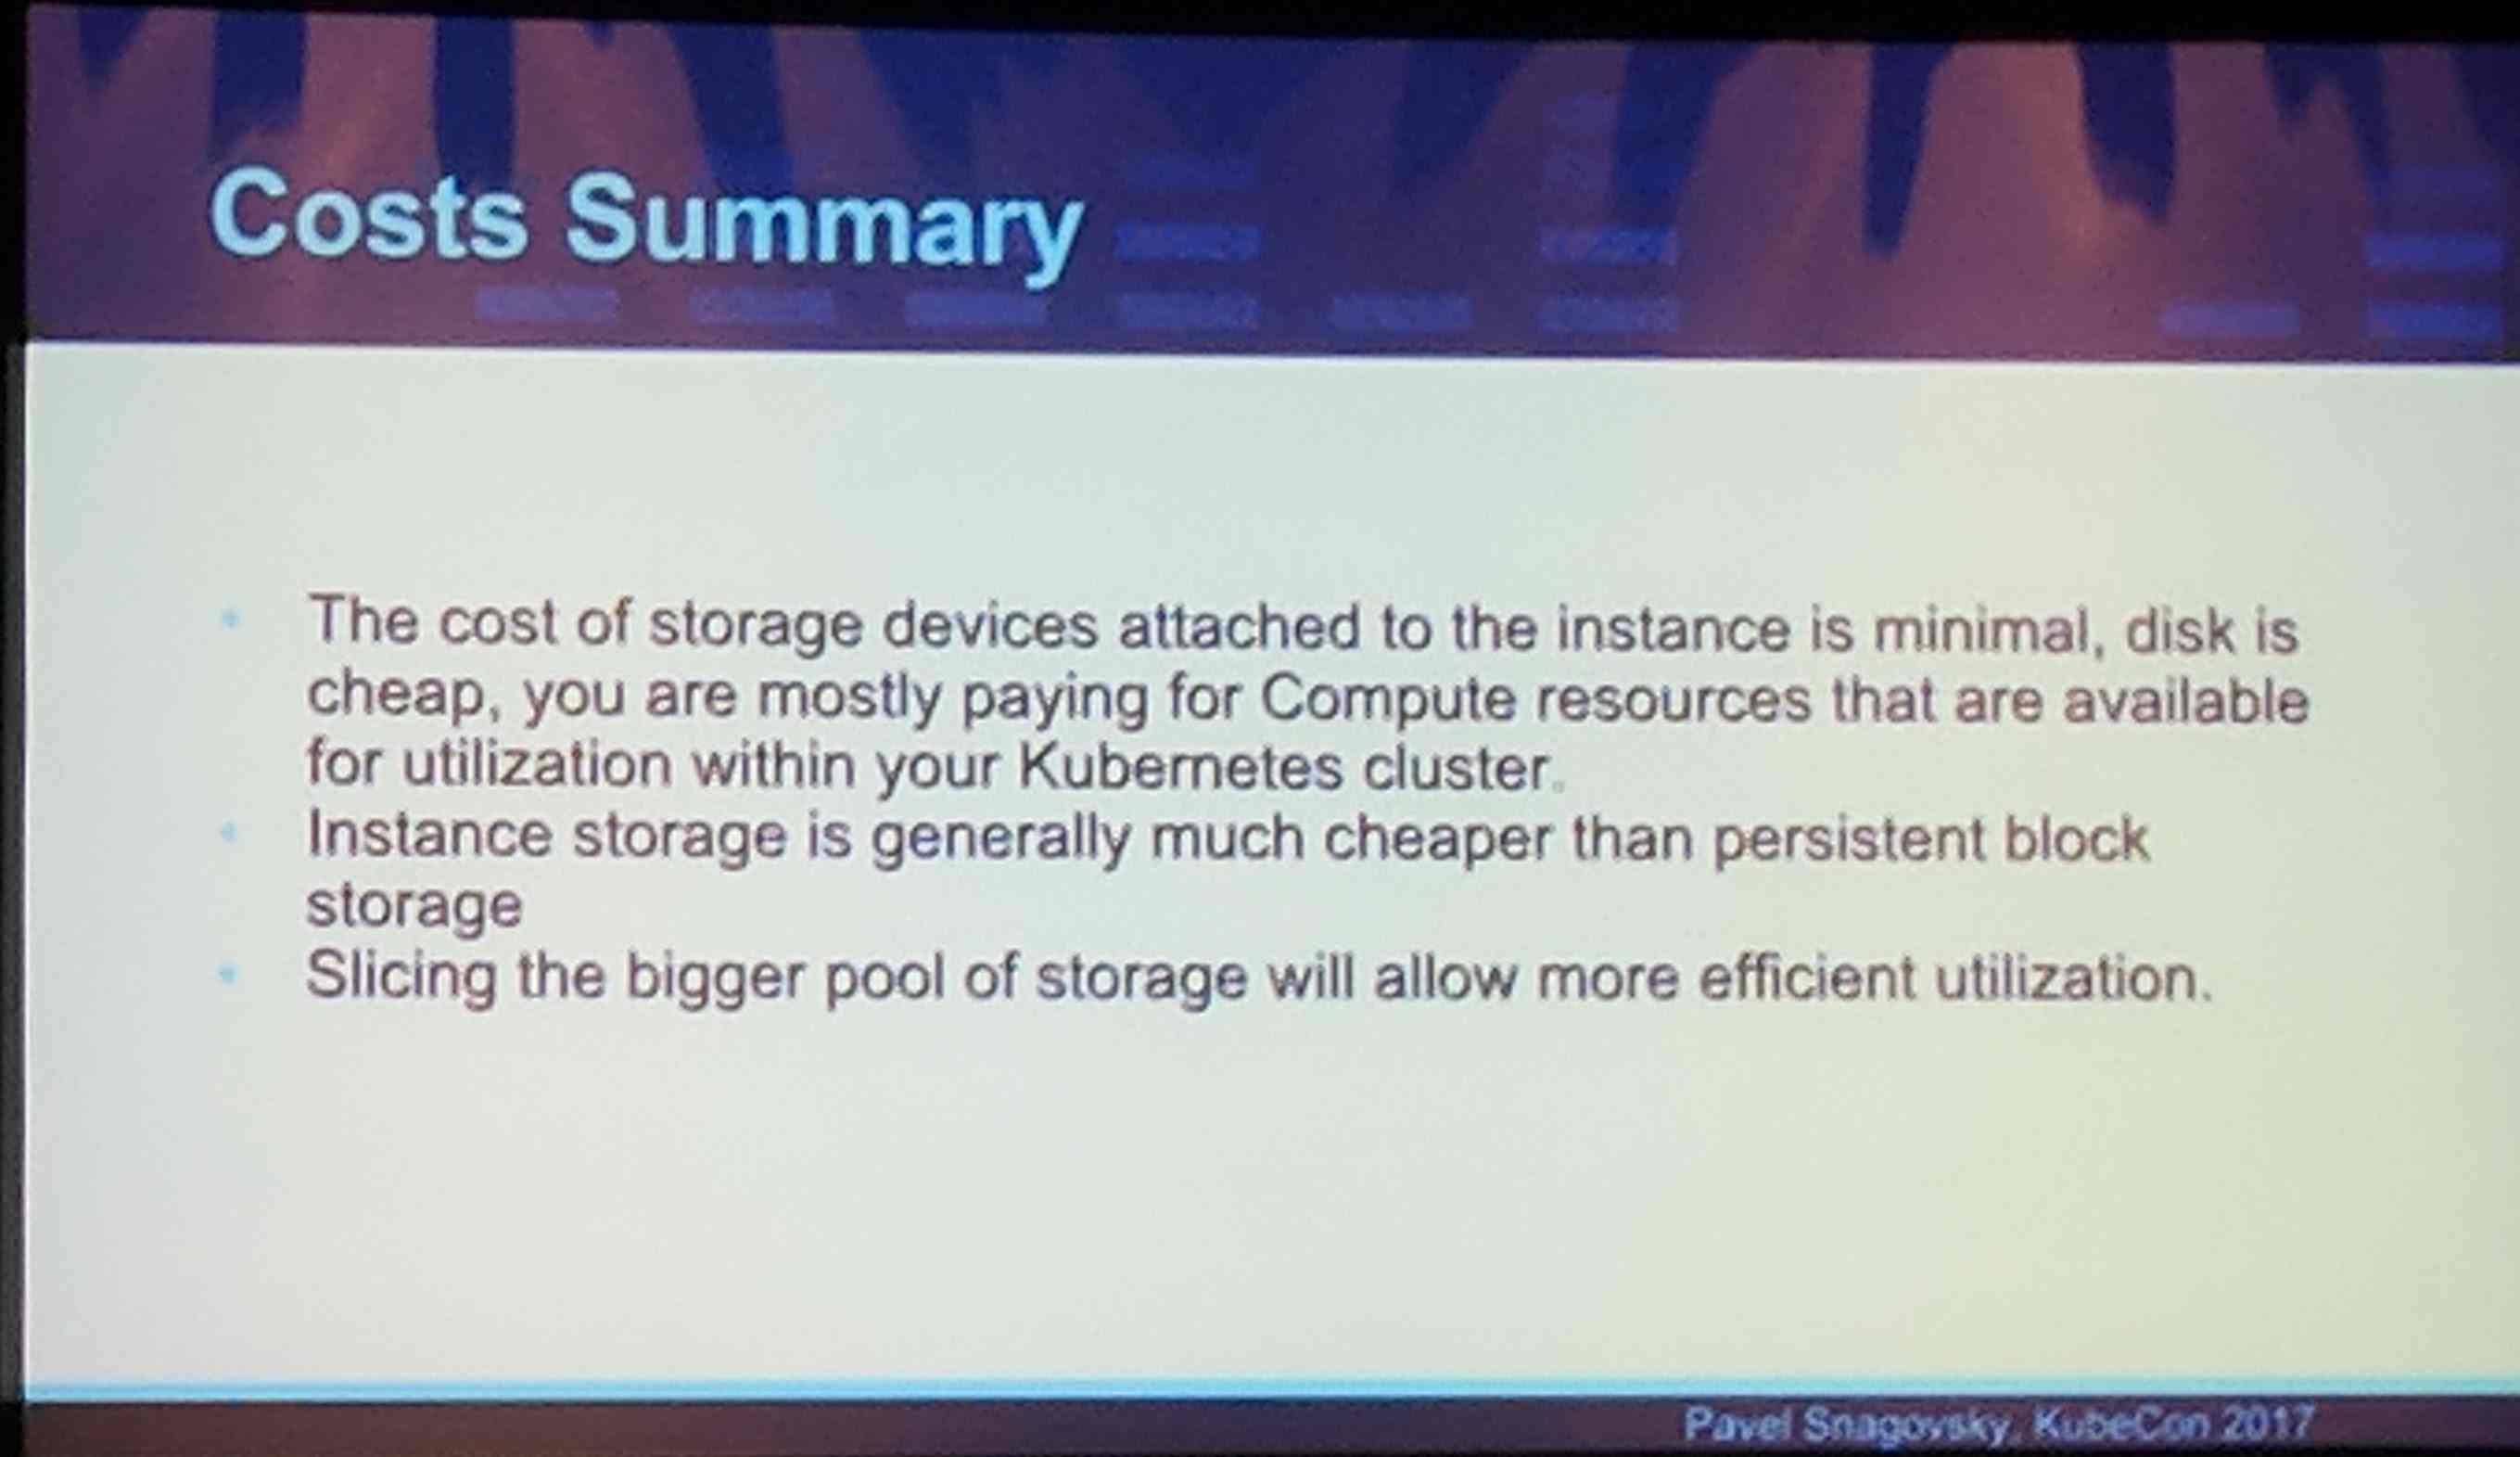 Costs Summary
The cost of storage devices attached to the instance is minimal, disk is
cheap, you are mostly paying for Compute resources that are available
for utilization within your Kubernetes cluster.
Instance storage is generally much cheaper than persistent block
storage
Slicing the bigger pool of storage will allow more efficient utilization.
Pavel Snagovsky, KubeCon 2017